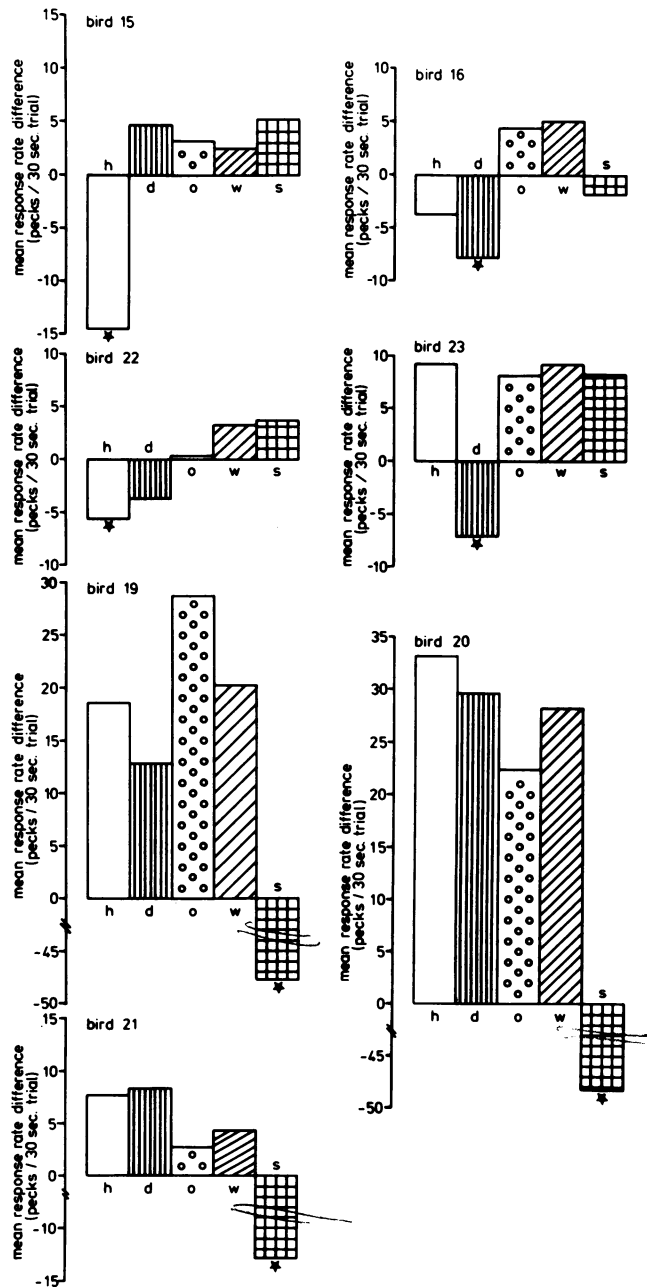 bird 15
mean response rate difference
(pecks / 30 sec. trial)
15
10
5
0
-5
-10
-15
h
d
o
w
s
bird 16
mean response rate difference
(pecks / 30 sec. trial)
10
5
0
-5
-10
h
d
o
w
s
bird 22
mean response rate difference
(pecks / 30 sec. trial)
10
5
0
-5
-10
h
d
o
w
s
bird 23
mean response rate difference
(pecks / 30 sec. trial)
10
5
0
-5
-10
h
d
o
w
s
bird 19
mean response rate difference
(pecks / 30 sec. trial)
30
25
20
15
10
5
0
-45
-50
h
d
o
w
s
bird 20
mean response rate difference
(pecks / 30 sec. trial)
35
30
25
20
15
10
5
0
-45
-50
h
d
o
w
s
bird 21
mean response rate difference
(pecks / 30 sec. trial)
15
10
5
0
-10
-15
h
d
o
w
s